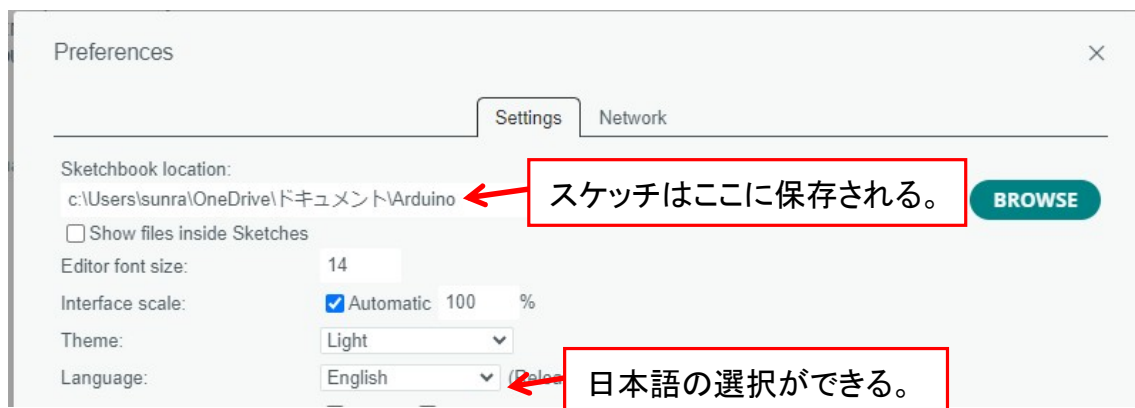 Preferences
Settings Network
Sketchbook location:
c:\Users\sunra\OneDrive\ドキュメント\Arduino
スケッチはここに保存される。
BROWSE
Show files inside Sketches
Editor font size: 14
Interface scale: Automatic 100 %
Theme: Light
Language: English
日本語の選択ができる。